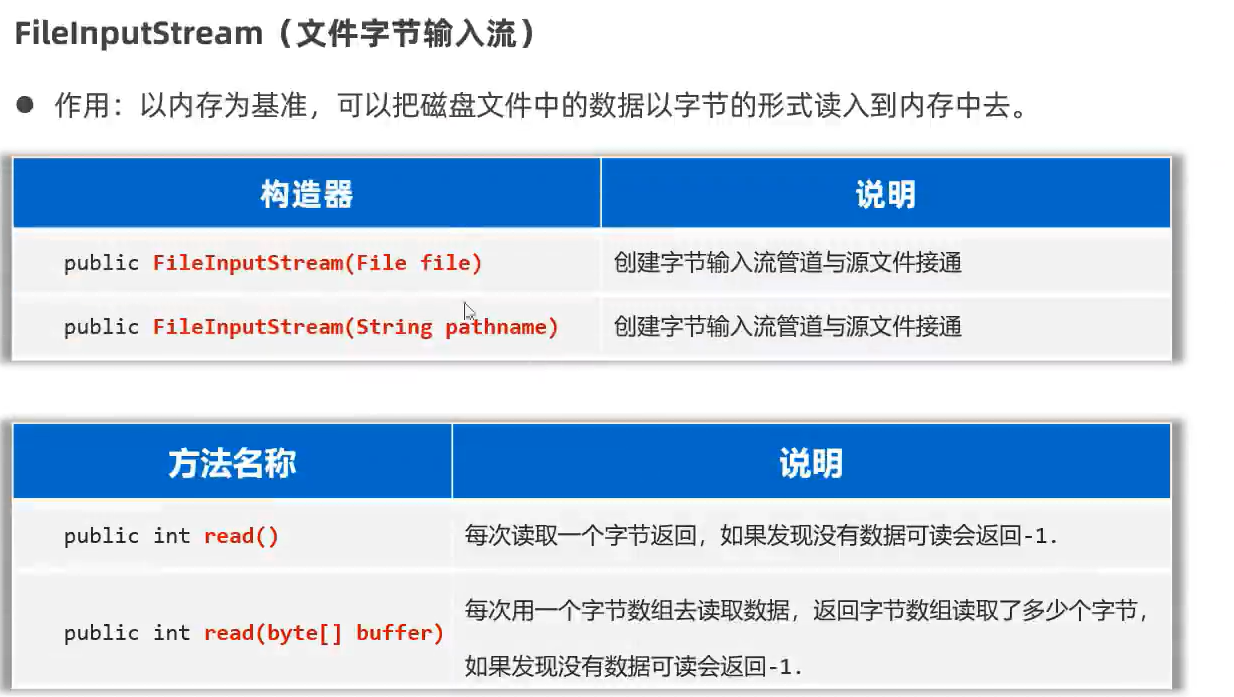 FileInputStream（文件字节输入流）
● 作用：以内存为基准，可以把磁盘文件中的数据以字节的形式读入到内存中去。
构造器 说明
public FileInputStream(File file) 创建字节输入流管道与源文件接通
public FileInputStream(String pathname) 创建字节输入流管道与源文件接通
方法名称 说明
public int read() 每次读取一个字节返回，如果发现没有数据可读会返回-1.
public int read(byte[] buffer) 每次用一个字节数组去读取数据，返回字节数组读取了多少个字节，
如果发现没有数据可读会返回-1.